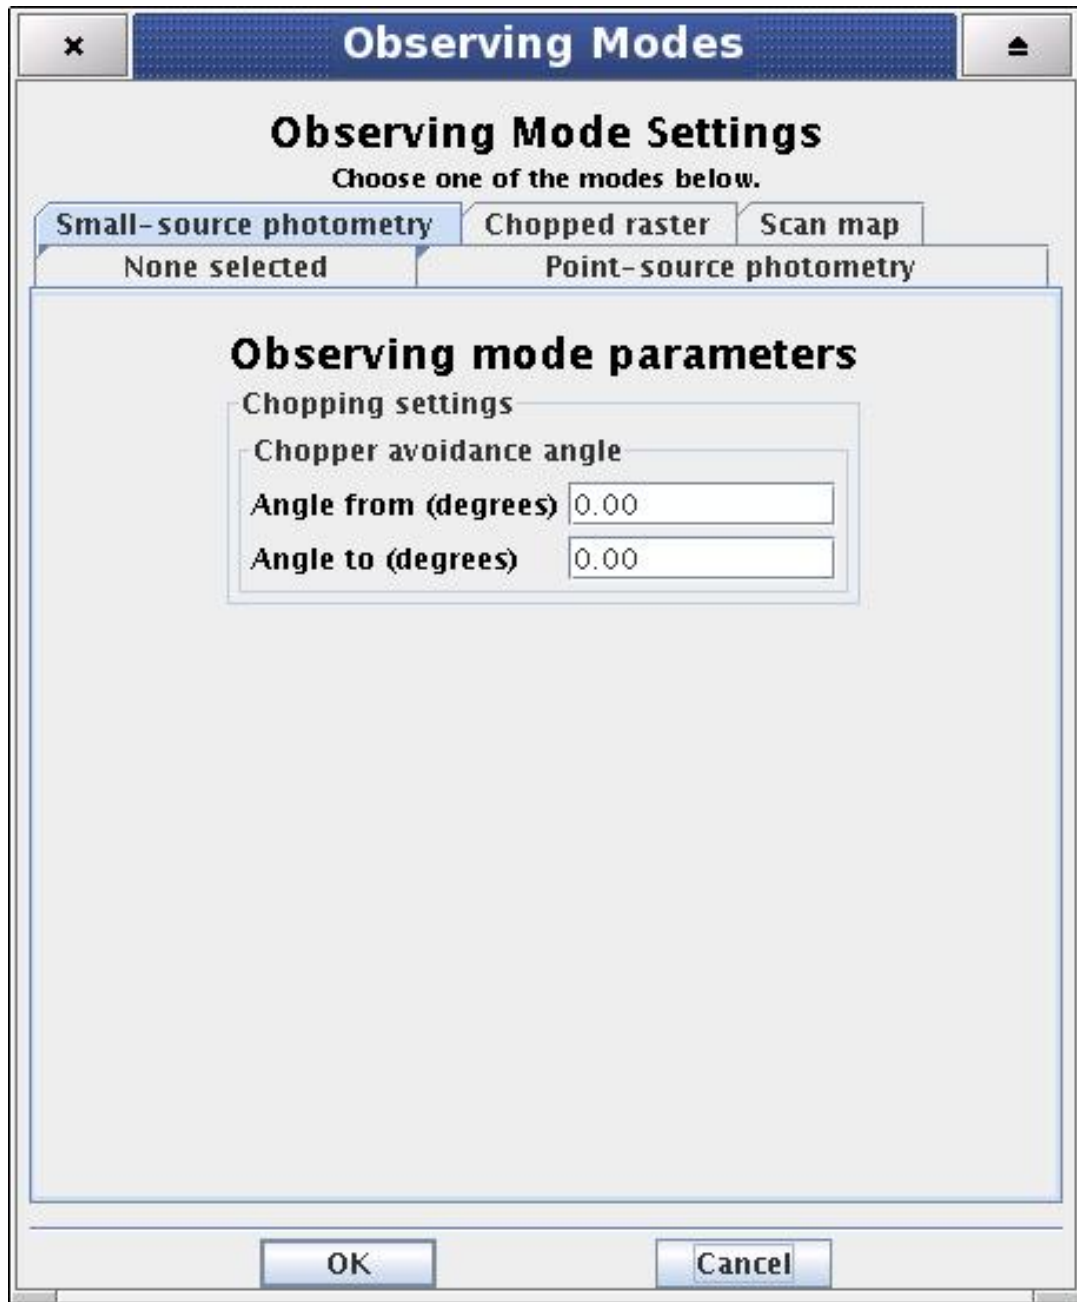 Observing Modes
Observing Mode Settings
Choose one of the modes below.
Small-source photometry Chopped raster Scan map
None selected Point-source photometry
Observing mode parameters
Chopping settings
Chopper avoidance angle
Angle from (degrees) 0.00
Angle to (degrees) 0.00
OK Cancel